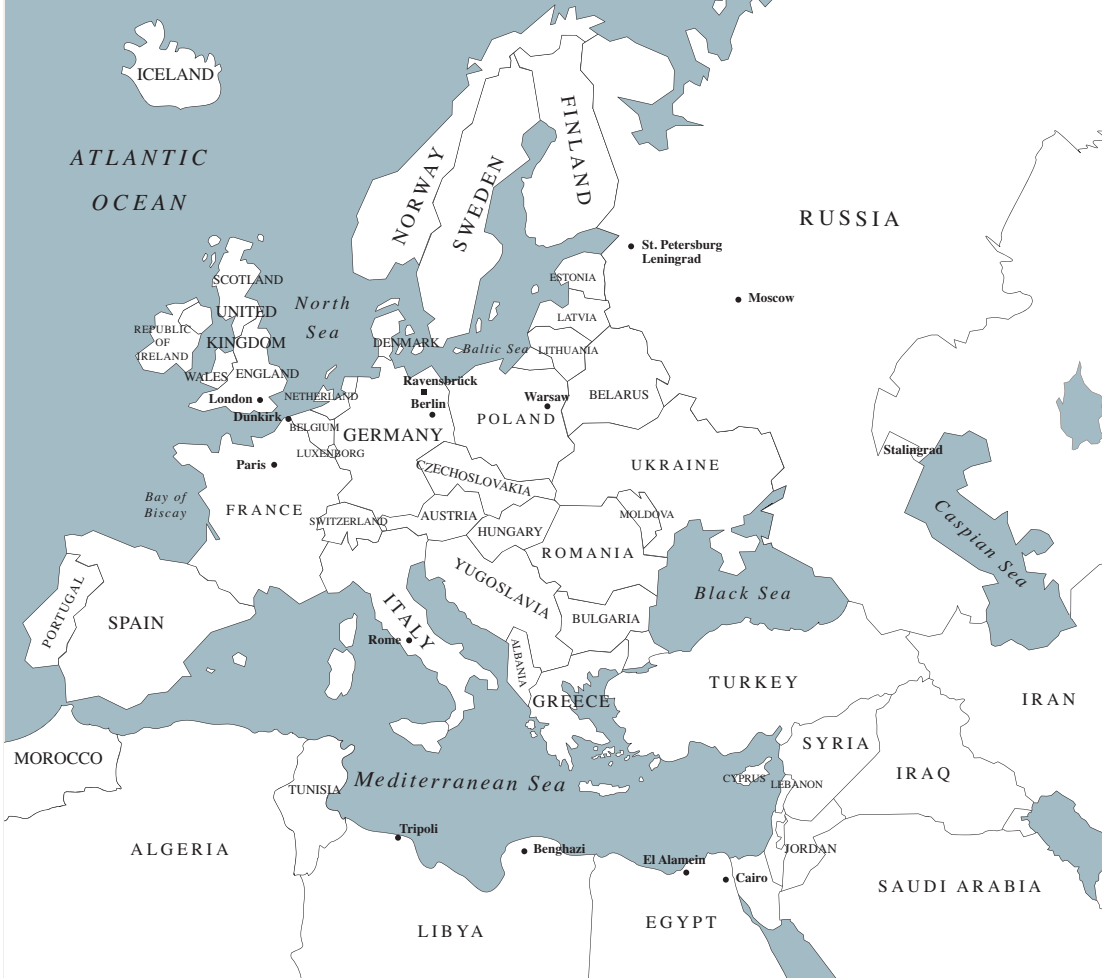 ICELAND
ATLANTIC
OCEAN
NORWAY
SWEDEN
FINLAND
RUSSIA
St. Petersburg
Leningrad
Moscow
ESTONIA
LATVIA
LITHUANIA
Baltic Sea
SCOTLAND
UNITED
KINGDOM
REPUBLIC
OF
IRELAND
WALES
ENGLAND
North
Sea
DENMARK
London
Dunkirk
NETHERLAND
BELGIUM
LUXENBORG
Ravensbrück
Berlin
GERMANY
Warsaw
POLAND
BELARUS
UKRAINE
Stalingrad
Caspian Sea
Paris
FRANCE
Bay of
Biscay
CZECHOSLOVAKIA
SWITZERLAND
AUSTRIA
HUNGARY
MOLDOVA
ROMANIA
YUGOSLAVIA
BULGARIA
Black Sea
PORTUGAL
SPAIN
ITALY
Rome
ALBANIA
GREECE
TURKEY
IRAN
SYRIA
IRAQ
CYPRUS
LEBANON
MOROCCO
TUNISIA
Mediterranean Sea
ALGERIA
Tripoli
Benghazi
El Alamein
Cairo
JORDAN
SAUDI ARABIA
LIBYA
EGYPT